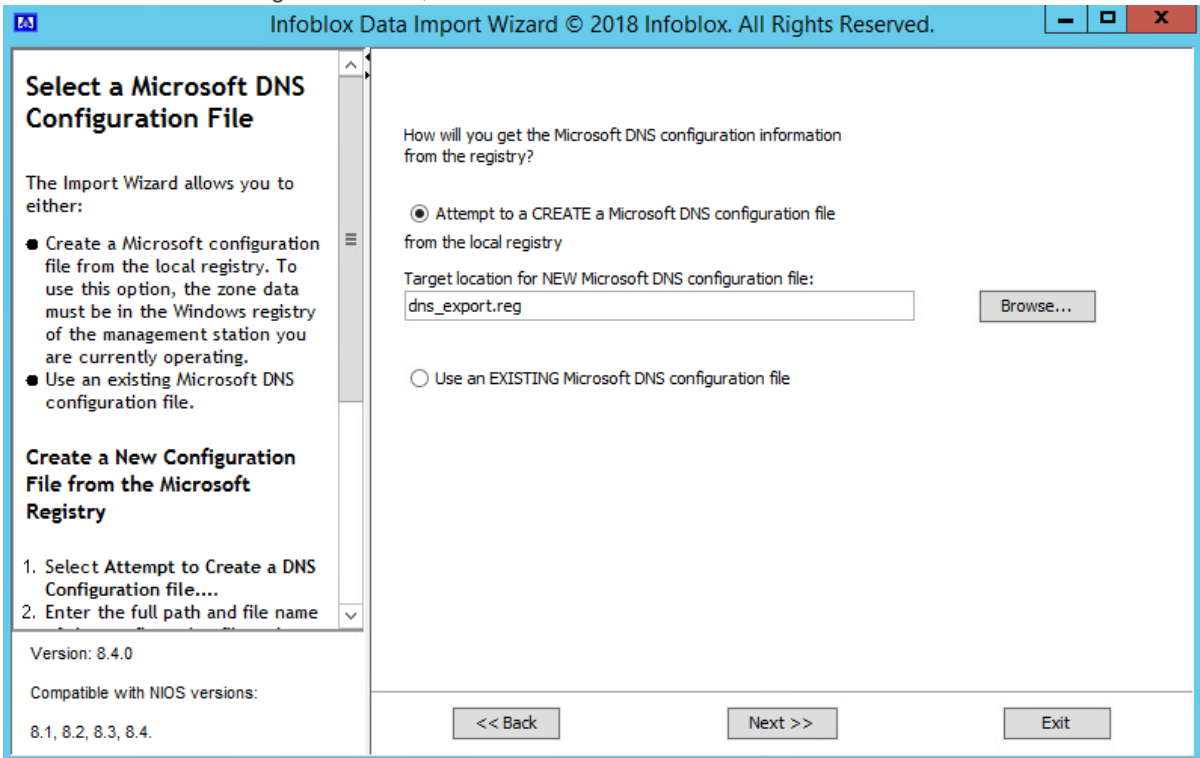 Infoblox Data Import Wizard © 2018 Infoblox. All Rights Reserved.
Select a Microsoft DNS
Configuration File
The Import Wizard allows you to
either:
● Create a Microsoft configuration
file from the local registry. To
use this option, the zone data
must be in the Windows registry
of the management station you
are currently operating.
● Use an existing Microsoft DNS
configuration file.
Create a New Configuration
File from the Microsoft
Registry
1. Select Attempt to Create a DNS
Configuration file....
2. Enter the full path and file name
Version: 8.4.0
Compatible with NIOS versions:
8.1, 8.2, 8.3, 8.4.
How will you get the Microsoft DNS configuration information
from the registry?
Attempt to a CREATE a Microsoft DNS configuration file
from the local registry
Target location for NEW Microsoft DNS configuration file:
dns_export.reg
Browse...
Use an EXISTING Microsoft DNS configuration file
<< Back
Next >>
Exit